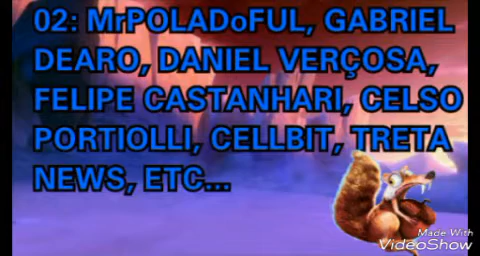 02: MrPOLADoFUL, GABRIEL
DEARO, DANIEL VERÇOSA,
FELIPE CASTANHARI, CELSO
PORTIOLLI, CELLBIT, TRETA
NEWS, ETC...
Made With
VideoShow